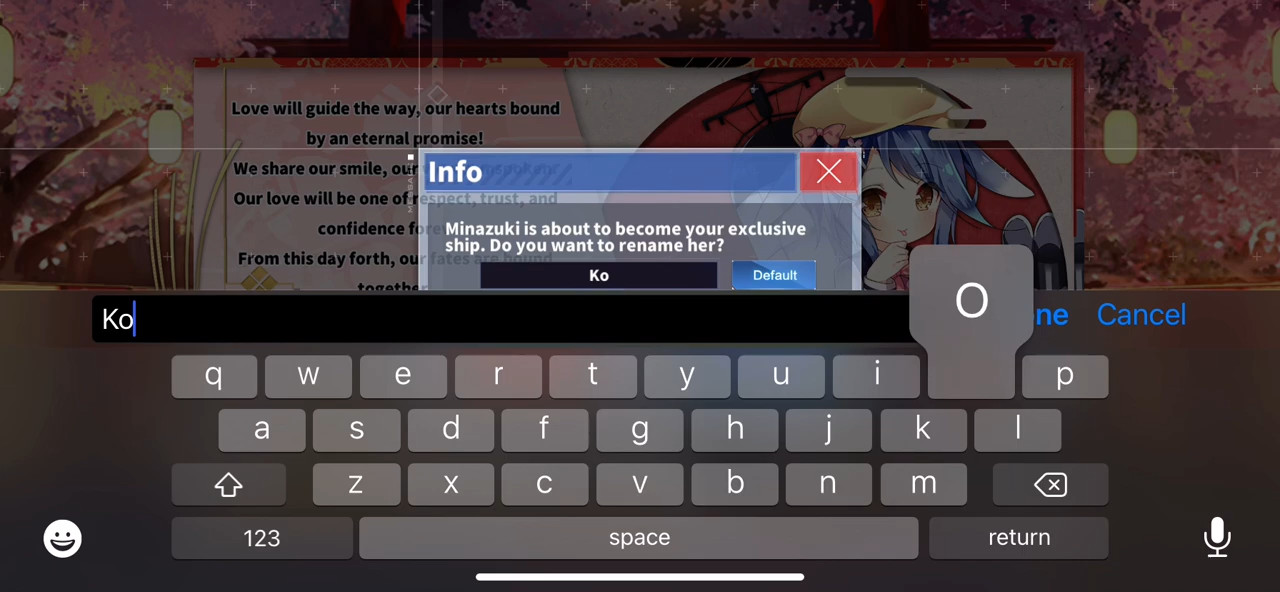 Love will guide the way, our hearts bound
by an eternal promise!
We share our smile, our
Our love will be one of respect, trust, and
confidence
From this day forth, our fates are bound
together
Info
Minazuki is about to become your exclusive
ship. Do you want to rename her?
Ko
Default
Ko
Cancel
O
q w e r t y u i p
a s d f g h j k l
z x c v b n m
123 space return